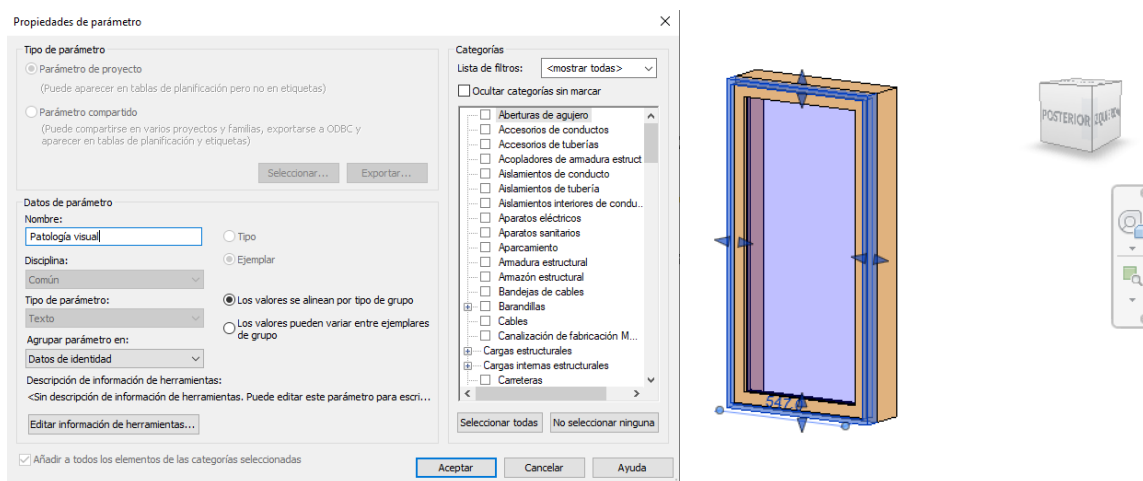 Propiedades de parámetro
Tipo de parámetro
Parámetro de proyecto
(Puede aparecer en tablas de planificación pero no en etiquetas)
Parámetro compartido
(Puede compartirse en varios proyectos y familias, exportarse a ODBC y
aparecer en tablas de planificación y etiquetas)
Seleccionar...
Exportar...
Datos de parámetro
Nombre:
Patología visual
Tipo
Disciplina:
Ejemplar
Común
Tipo de parámetro:
Los valores se alinean por tipo de grupo
Texto
Los valores pueden variar entre ejemplares
de grupo
Agrupar parámetro en:
Datos de identidad
Descripción de información de herramientas:
<Sin descripción de información de herramientas. Puede editar este parámetro para escri...
Editar información de herramientas...
Añadir a todos los elementos de las categorías seleccionadas
Categorías
Lista de filtros:
<mostrar todas>
Ocultar categorías sin marcar
Aberturas de agujero
Accesorios de conductos
Accesorios de tuberías
Acopladores de armadura estruct
Aislamientos de conducto
Aislamientos de tubería
Aislamientos interiores de condu..
Aparatos eléctricos
Aparatos sanitarios
Aparcamiento
Armadura estructural
Armazón estructural
Bandejas de cables
Barandillas
Cables
Canalización de fabricación M...
Cargas estructurales
Cargas internas estructurales
Carreteras
Seleccionar todas
No seleccionar ninguna
Aceptar
Cancelar
Ayuda
POSTERIOR